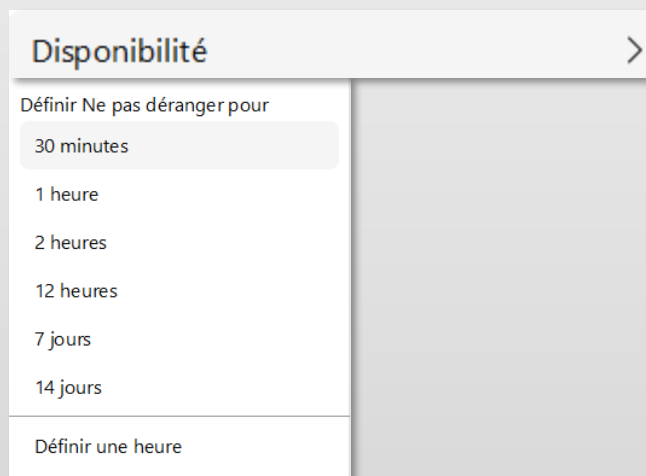 Disponibilité
Définir Ne pas déranger pour
30 minutes
1 heure
2 heures
12 heures
7 jours
14 jours
Définir une heure